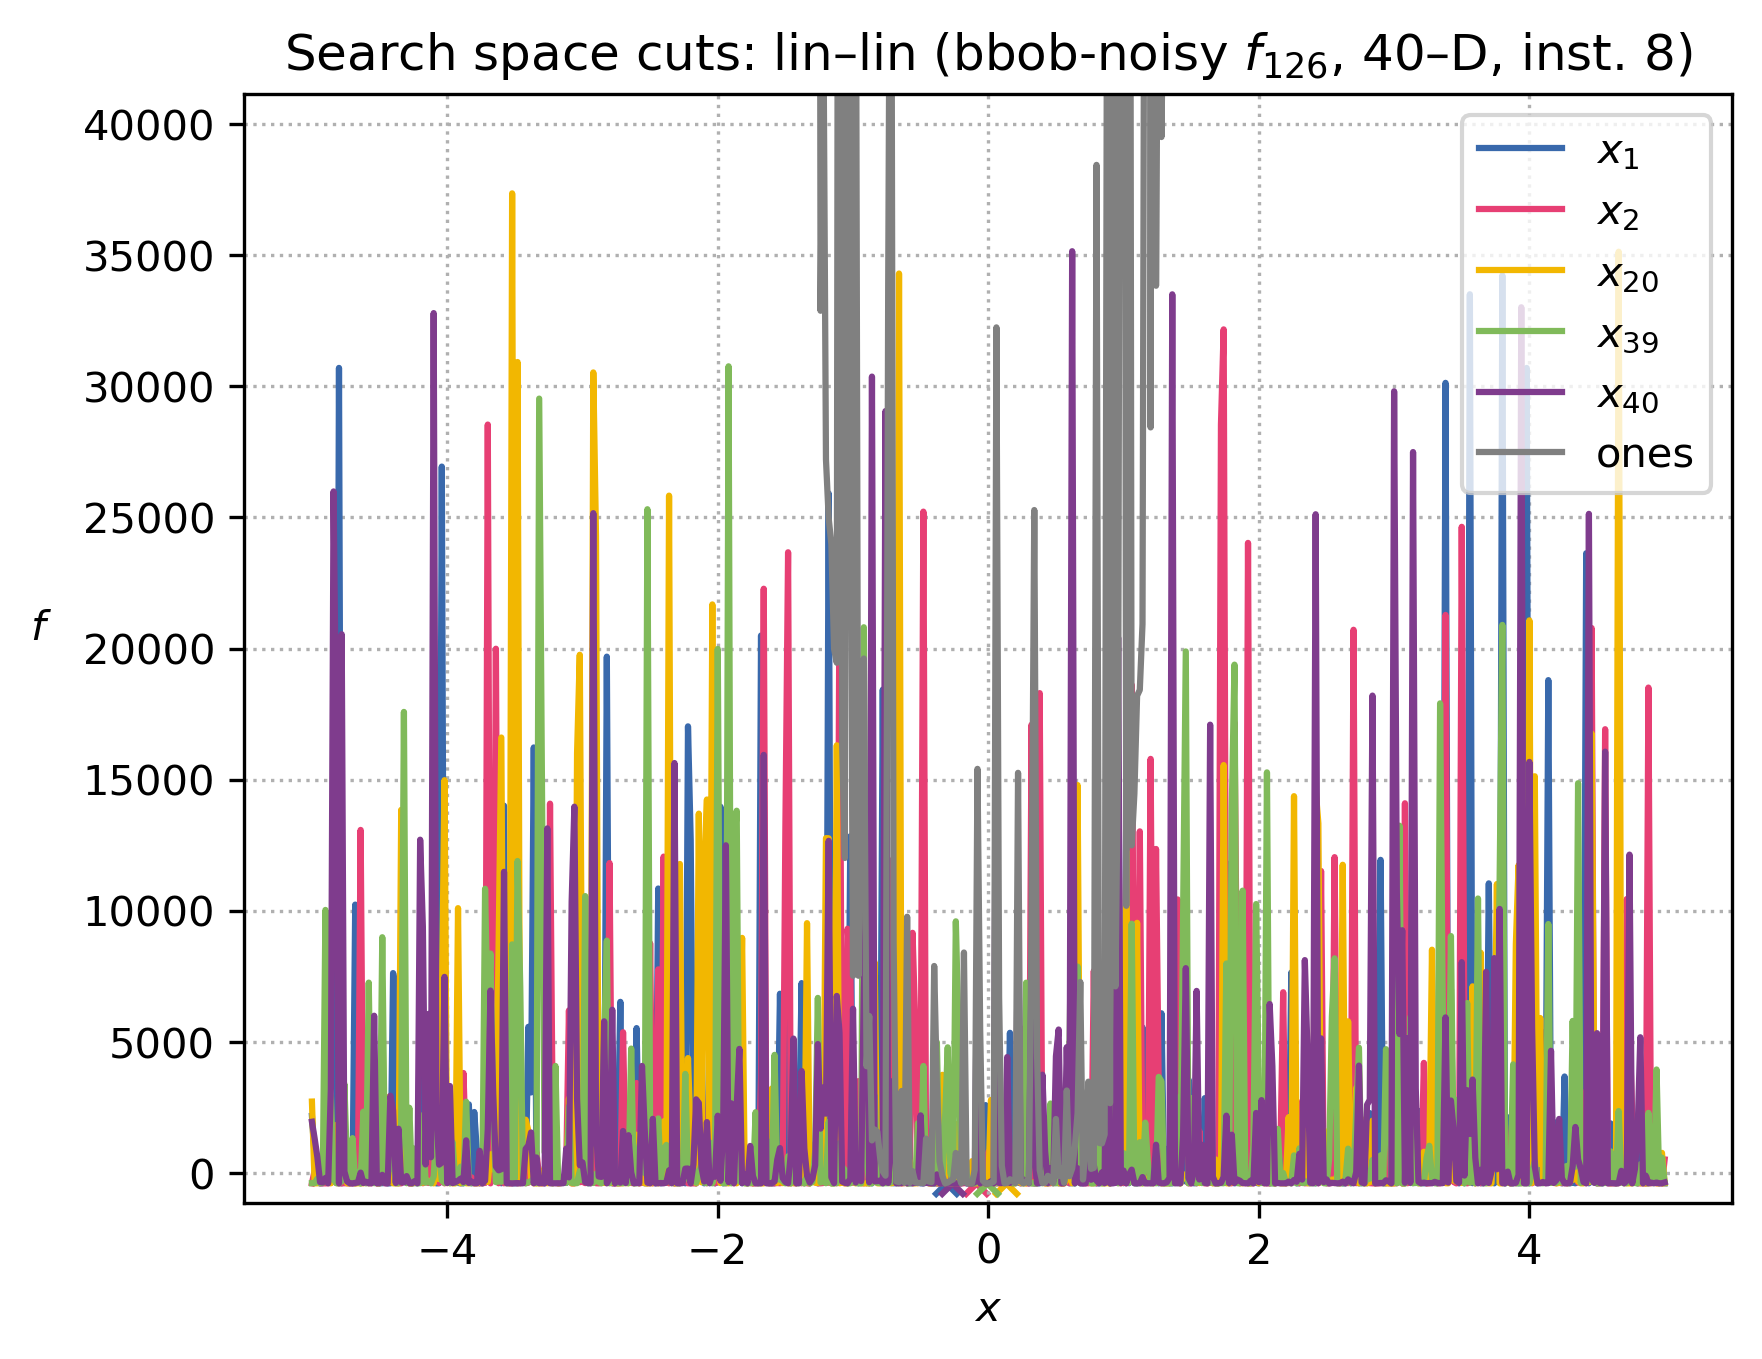 Search space cuts: lin–lin (bbob-noisy f₁₂₆, 40–D, inst. 8)
40000
35000
30000
25000
20000
15000
10000
5000
0
f
x₁
x₂
x₂₀
x₃₉
x₄₀
ones
−4
−2
0
2
4
x